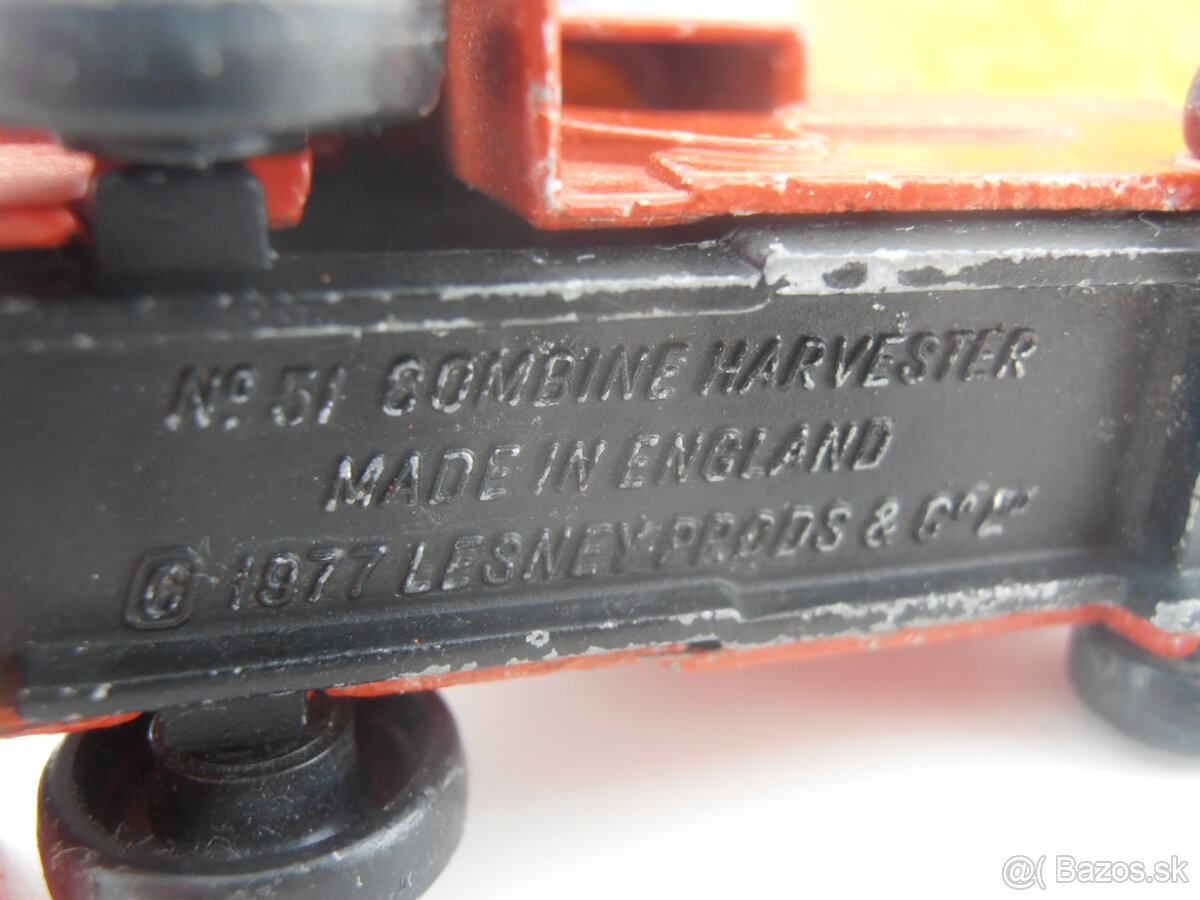 Nº 51 COMBINE HARVESTER
MADE IN ENGLAND
© 1977 LESNEY PRODS & Cº Lᵀᴰ
@( Bazos.sk